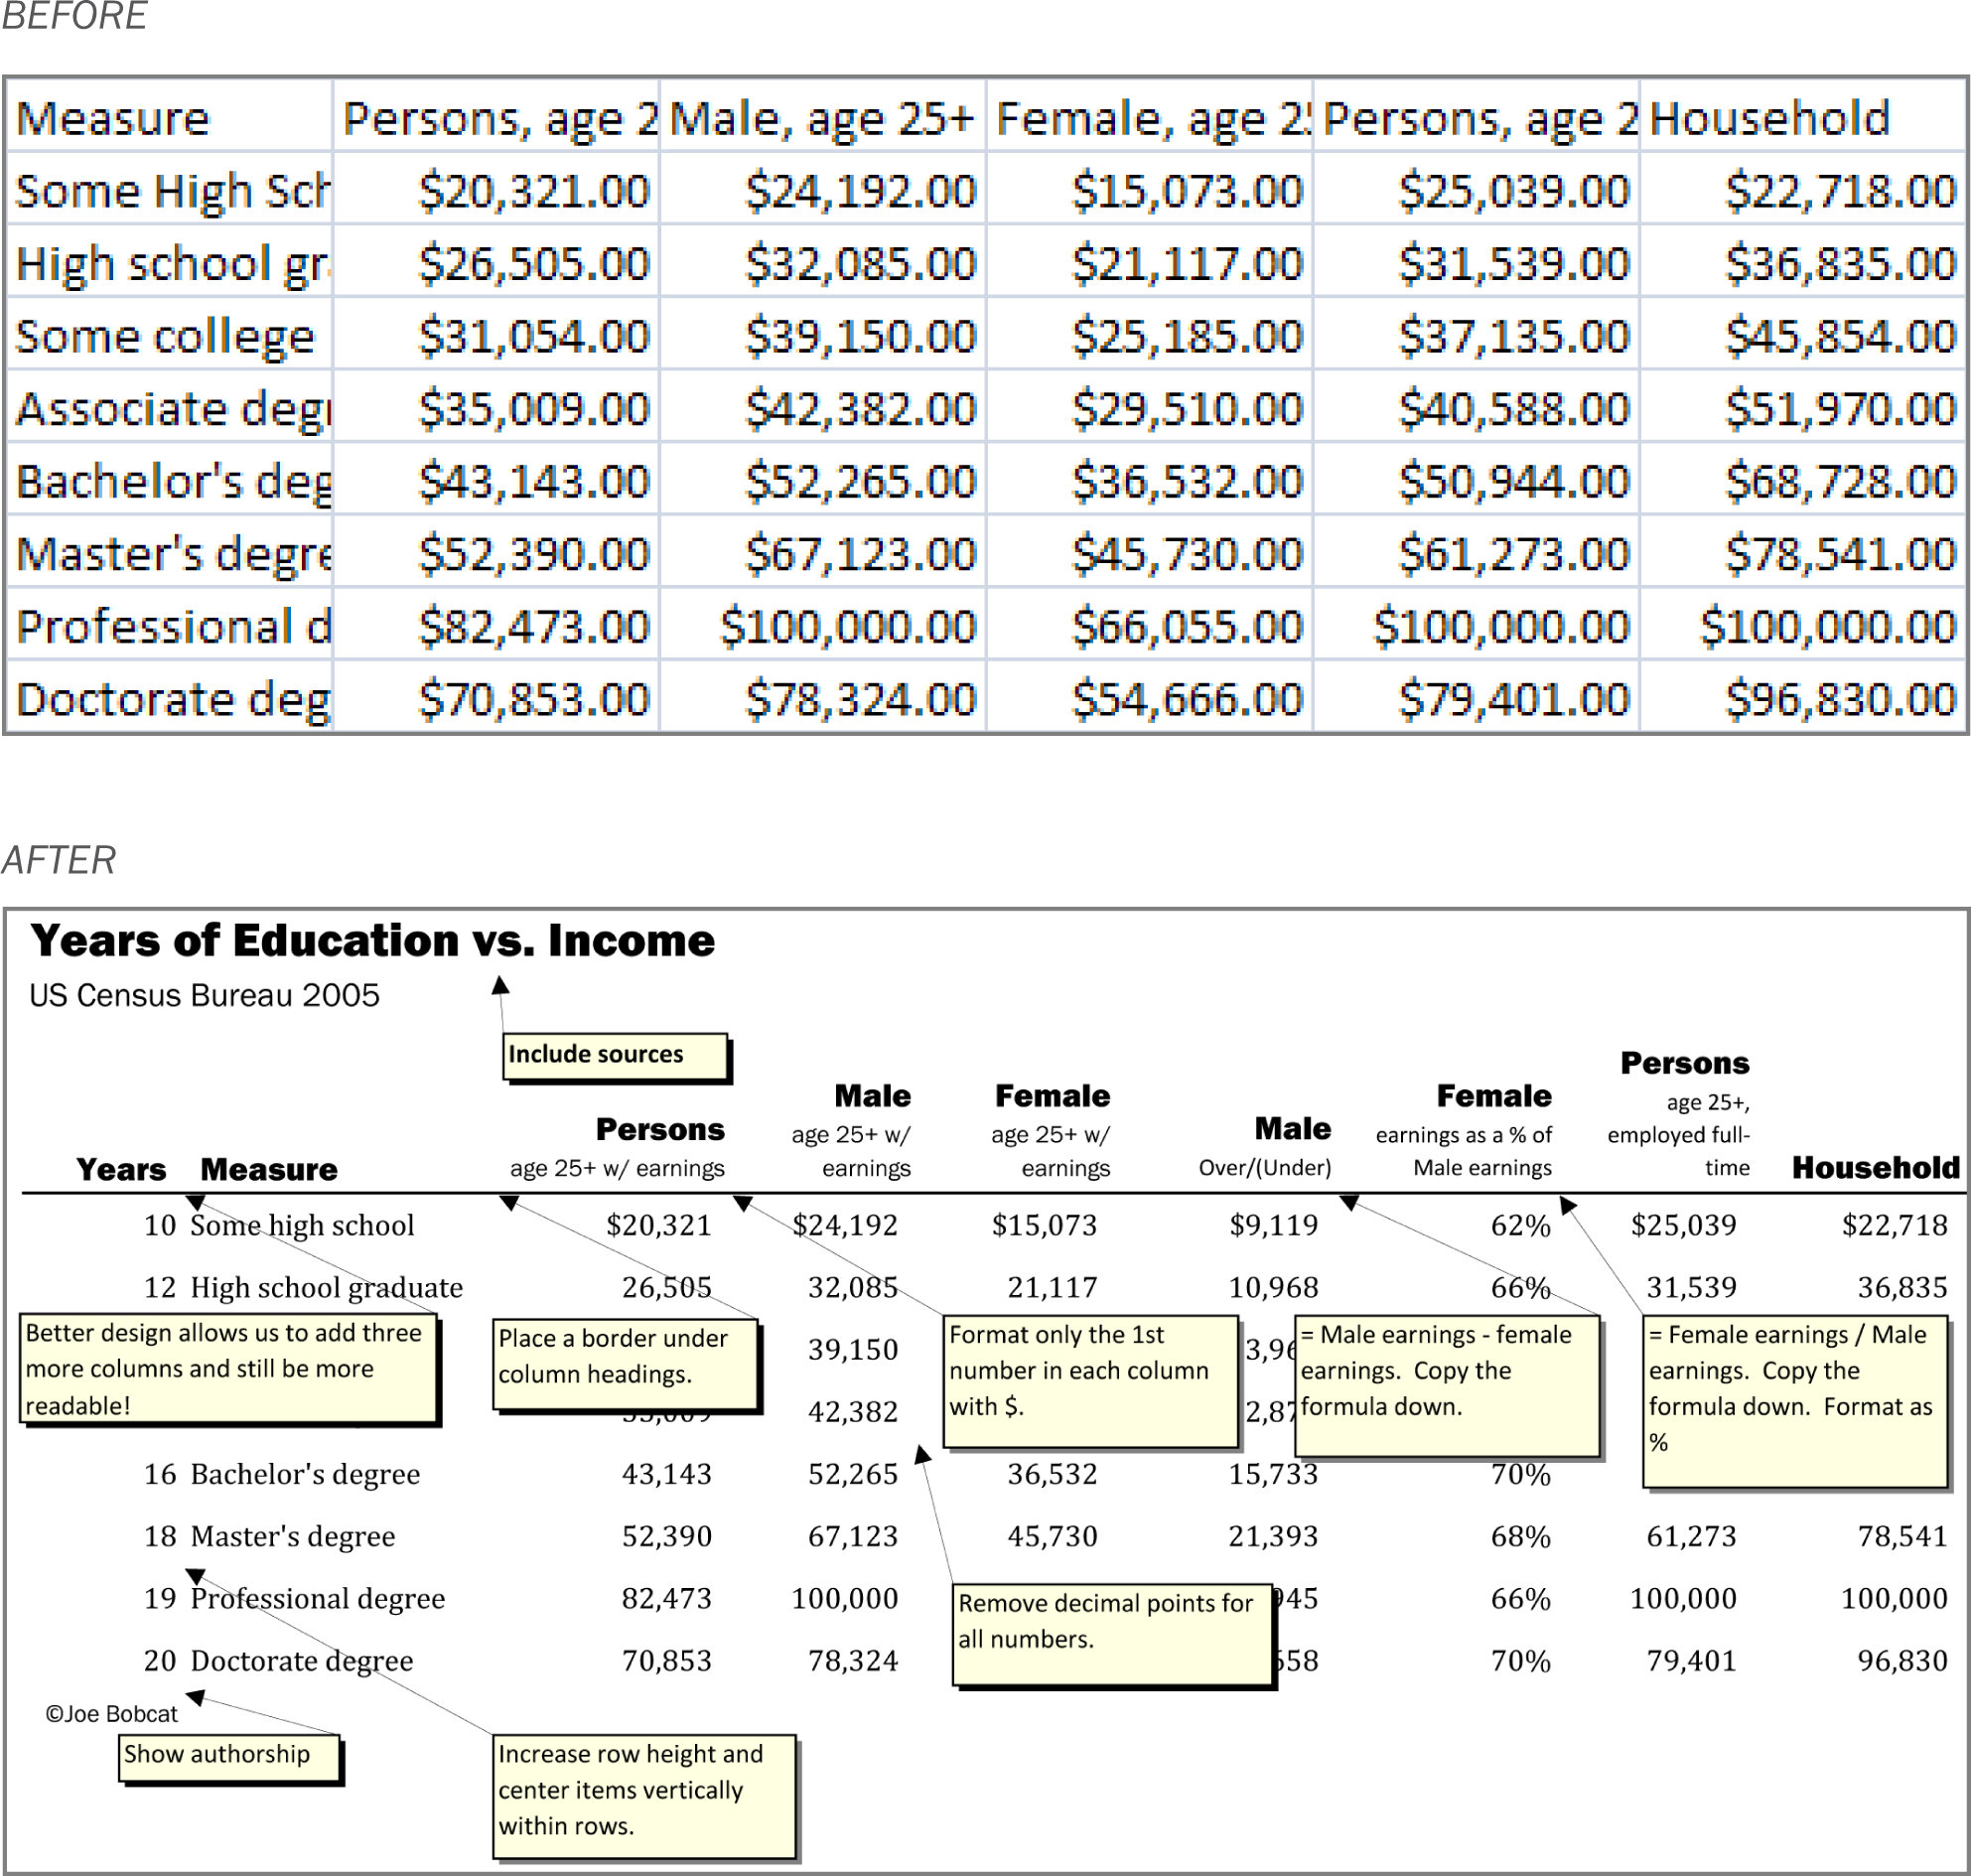 BEFORE
Measure Persons, age 2 Male, age 25+ Female, age 25 Persons, age 2 Household
Some High Sch $20,321.00 $24,192.00 $15,073.00 $25,039.00 $22,718.00
High school gr $26,505.00 $32,085.00 $21,117.00 $31,539.00 $36,835.00
Some college $31,054.00 $39,150.00 $25,185.00 $37,135.00 $45,854.00
Associate deg $35,009.00 $42,382.00 $29,510.00 $40,588.00 $51,970.00
Bachelor's deg $43,143.00 $52,265.00 $36,532.00 $50,944.00 $68,728.00
Master's degre $52,390.00 $67,123.00 $45,730.00 $61,273.00 $78,541.00
Professional d $82,473.00 $100,000.00 $66,055.00 $100,000.00 $100,000.00
Doctorate deg $70,853.00 $78,324.00 $54,666.00 $79,401.00 $96,830.00
AFTER
Years of Education vs. Income
US Census Bureau 2005
Include sources
Years Measure
Persons
age 25+ w/ earnings
Male
age 25+ w/
earnings
Female
age 25+ w/
earnings
Male
Over/(Under)
Female
earnings as a % of
Male earnings
Persons
age 25+,
employed full-
time
Household
10 Some high school $20,321 $24,192 $15,073 $9,119 62% $25,039 $22,718
12 High school graduate 26,505 32,085 21,117 10,968 66% 31,539 36,835
Better design allows us to add three
more columns and still be more
readable!
Place a border under
column headings.
39,150
42,382
Format only the 1st
number in each column
with $.
= Male earnings - female
earnings. Copy the
formula down.
= Female earnings / Male
earnings. Copy the
formula down. Format as
%
16 Bachelor's degree 43,143 52,265 36,532 15,733 70%
18 Master's degree 52,390 67,123 45,730 21,393 68% 61,273 78,541
19 Professional degree 82,473 100,000 945 66% 100,000 100,000
20 Doctorate degree 70,853 78,324 658 70% 79,401 96,830
Remove decimal points for
all numbers.
©Joe Bobcat
Show authorship
Increase row height and
center items vertically
within rows.